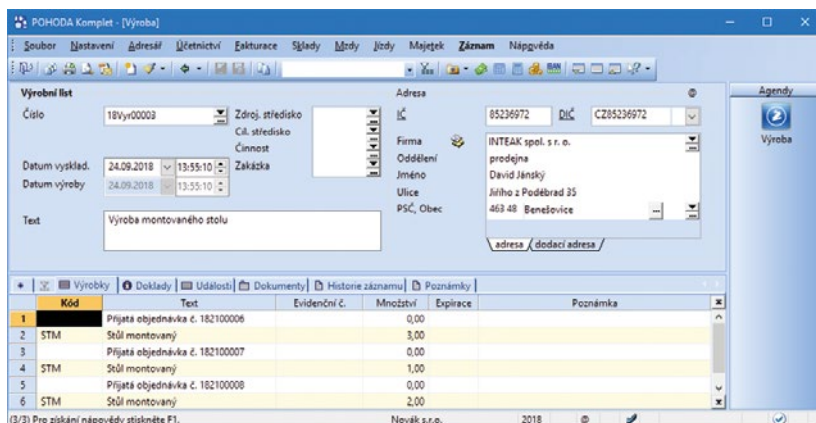 POHODA Komplet - [Výroba]
Soubor Nastavení Adresář Účetnictví Fakturace Sklady Mzdy Jízdy Majetek Záznam Nápověda
Agendy
Výroba
Výrobní list
Číslo 18Vyr00003
Zdroj. středisko
Cíl. středisko
Činnost
Zakázka
Datum vysklad. 24.09.2018 13:55:10
Datum výroby 24.09.2018 13:55:10
Text Výroba montovaného stolu
Adresa @
IČ 85236972 DIČ CZ85236972
Firma INTEAK spol. s r. o.
Oddělení prodejna
Jméno David Jánský
Ulice Jiřího z Poděbrad 35
PSČ, Obec 463 48 Benešovice
adresa dodací adresa
Výrobky Doklady Události Dokumenty Historie záznamu Poznámky
Kód Text Evidenční č. Množství Expirace Poznámka
1 Přijatá objednávka č. 182100006 0,00
2 STM Stůl montovaný 3,00
3 Přijatá objednávka č. 182100007 0,00
4 STM Stůl montovaný 1,00
5 Přijatá objednávka č. 182100008 0,00
6 STM Stůl montovaný 2,00
(3/3) Pro získání nápovědy stiskněte F1. Novák s.r.o. 2018 @